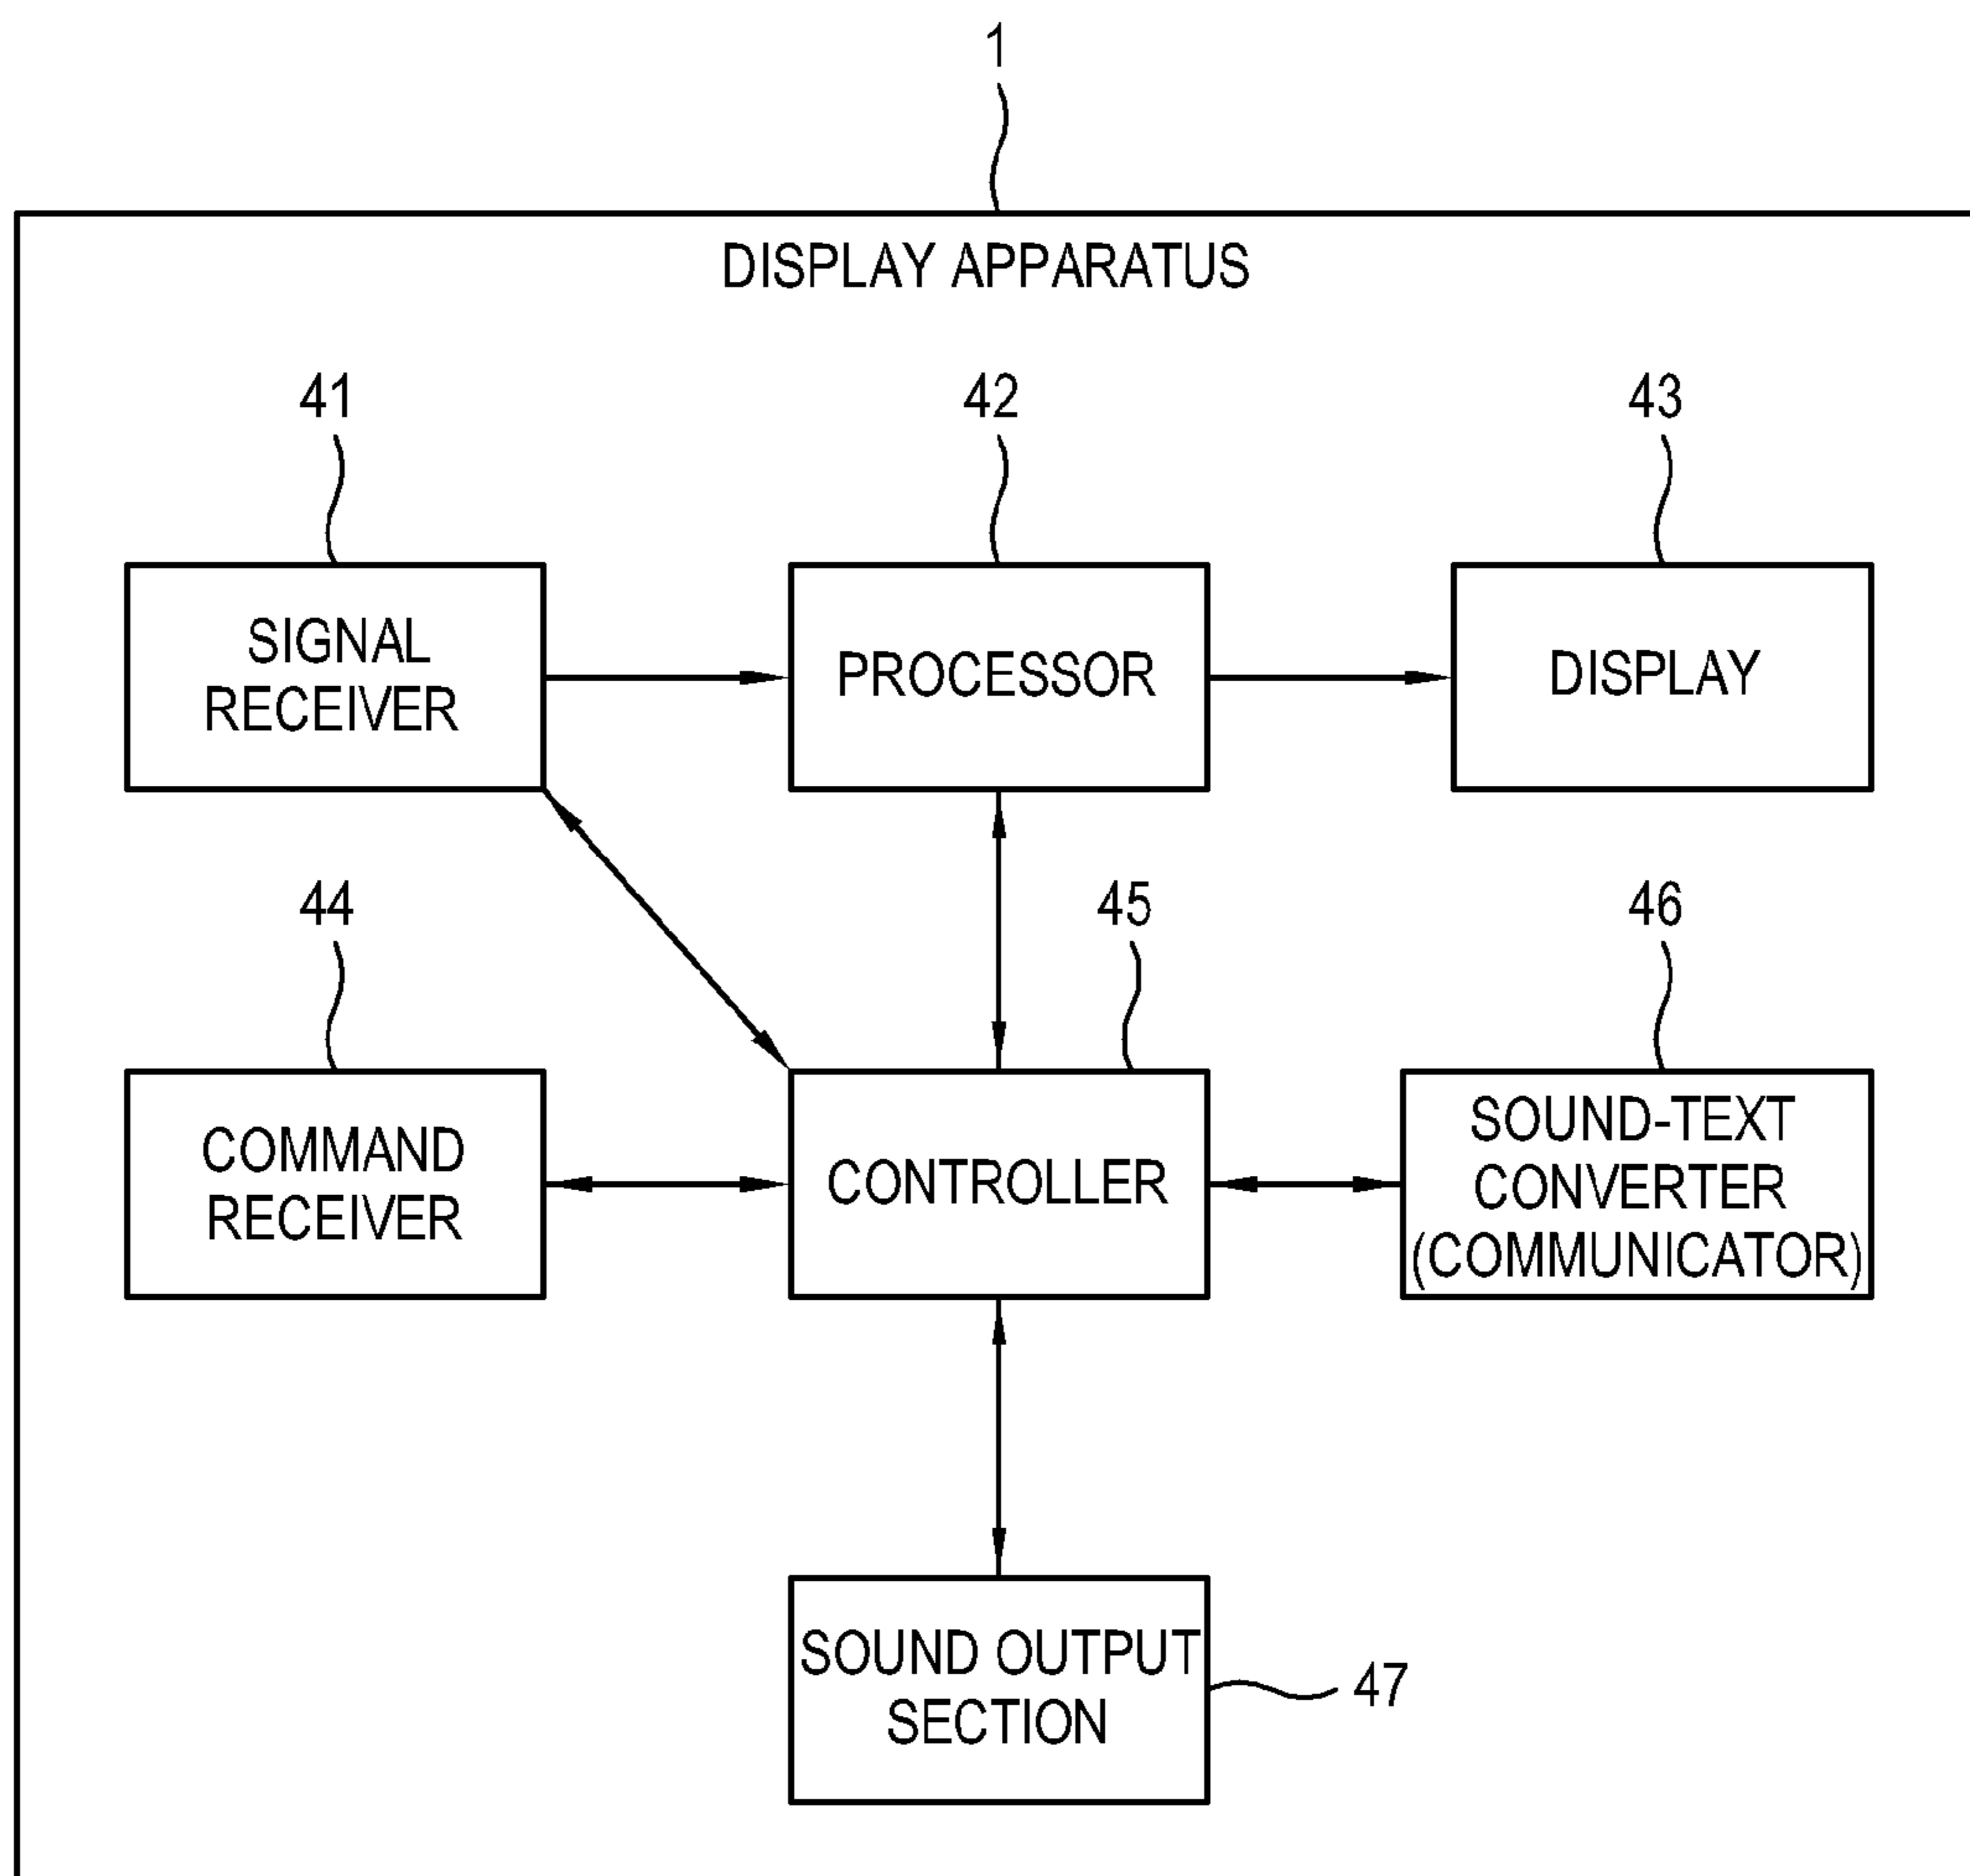 1
DISPLAY APPARATUS
41
42
43
SIGNAL
RECEIVER
PROCESSOR
DISPLAY
44
45
46
COMMAND
RECEIVER
CONTROLLER
SOUND-TEXT
CONVERTER
(COMMUNICATOR)
SOUND OUTPUT
SECTION
47